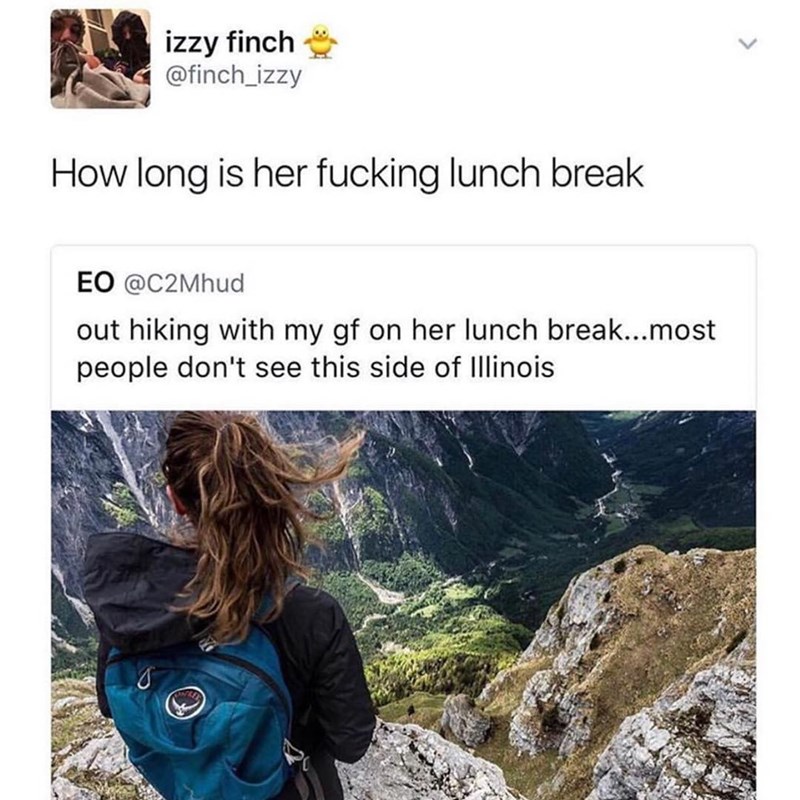 izzy finch 🐥
@finch_izzy
How long is her fucking lunch break
EO @C2Mhud
out hiking with my gf on her lunch break...most
people don't see this side of Illinois